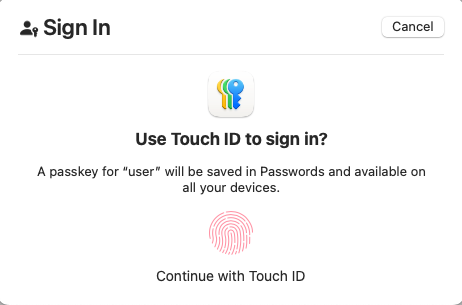 Sign In
Cancel
Use Touch ID to sign in?
A passkey for “user” will be saved in Passwords and available on
all your devices.
Continue with Touch ID